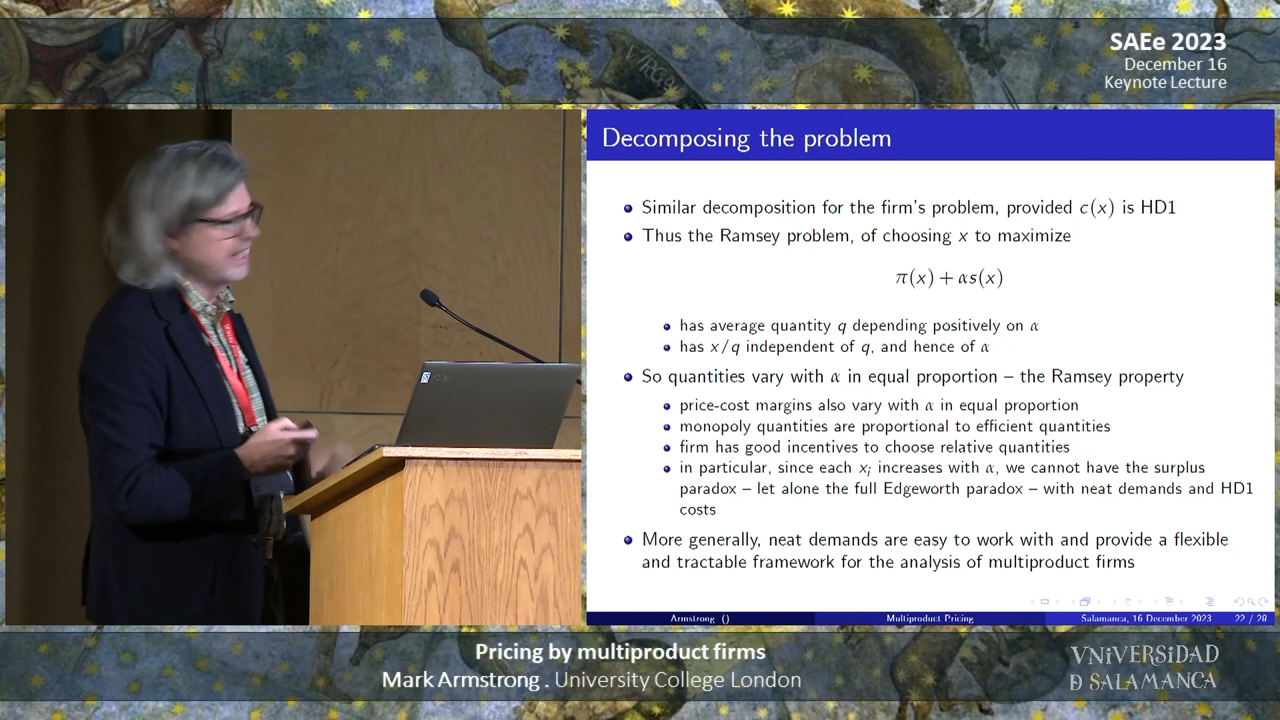 SAEe 2023
December 16
Keynote Lecture
VIRGO
Decomposing the problem
Similar decomposition for the firm's problem, provided c(x) is HD1
Thus the Ramsey problem, of choosing x to maximize
π(x) + αs(x)
has average quantity q depending positively on α
has x/q independent of q, and hence of α
So quantities vary with α in equal proportion – the Ramsey property
price-cost margins also vary with α in equal proportion
monopoly quantities are proportional to efficient quantities
firm has good incentives to choose relative quantities
in particular, since each xᵢ increases with α, we cannot have the surplus
paradox – let alone the full Edgeworth paradox – with neat demands and HD1
costs
More generally, neat demands are easy to work with and provide a flexible
and tractable framework for the analysis of multiproduct firms
Armstrong ()
Multiproduct Pricing
Salamanca, 16 December 2023
22 / 28
Pricing by multiproduct firms
Mark Armstrong . University College London
VNiVERSiDAD
D SALAMANCA